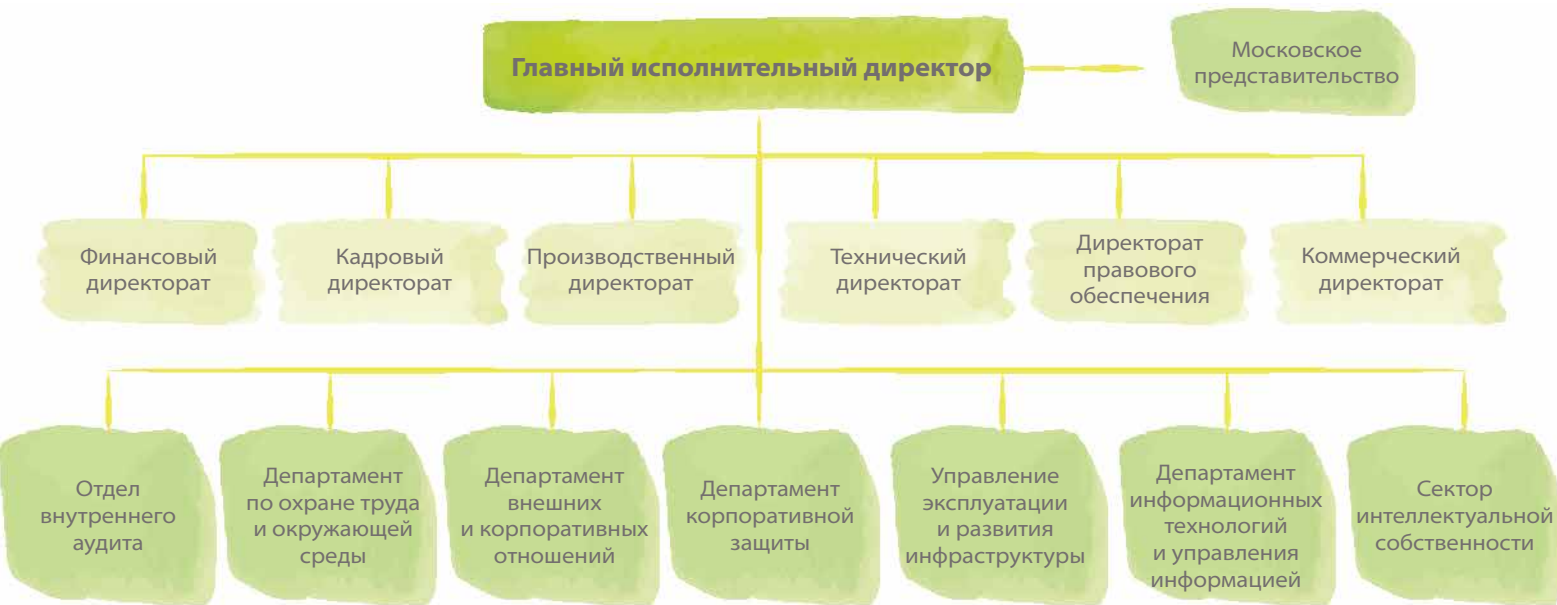 Главный исполнительный директор
Московское
представительство
Финансовый
директорат
Кадровый
директорат
Производственный
директорат
Технический
директорат
Директорат
правового
обеспечения
Коммерческий
директорат
Отдел
внутреннего
аудита
Департамент
по охране труда
и окружающей
среды
Департамент
внешних
и корпоративных
отношений
Департамент
корпоративной
защиты
Управление
эксплуатации
и развития
инфраструктуры
Департамент
информационных
технологий
и управления
информацией
Сектор
интеллектуальной
собственности